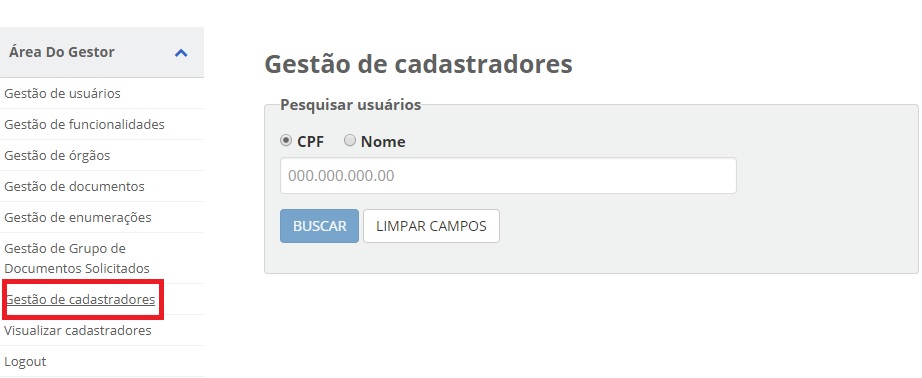 Área Do Gestor
Gestão de usuários
Gestão de funcionalidades
Gestão de órgãos
Gestão de documentos
Gestão de enumerações
Gestão de Grupo de
Documentos Solicitados
Gestão de cadastradores
Visualizar cadastradores
Logout
Gestão de cadastradores
Pesquisar usuários
CPF Nome
000.000.000.00
BUSCAR LIMPAR CAMPOS